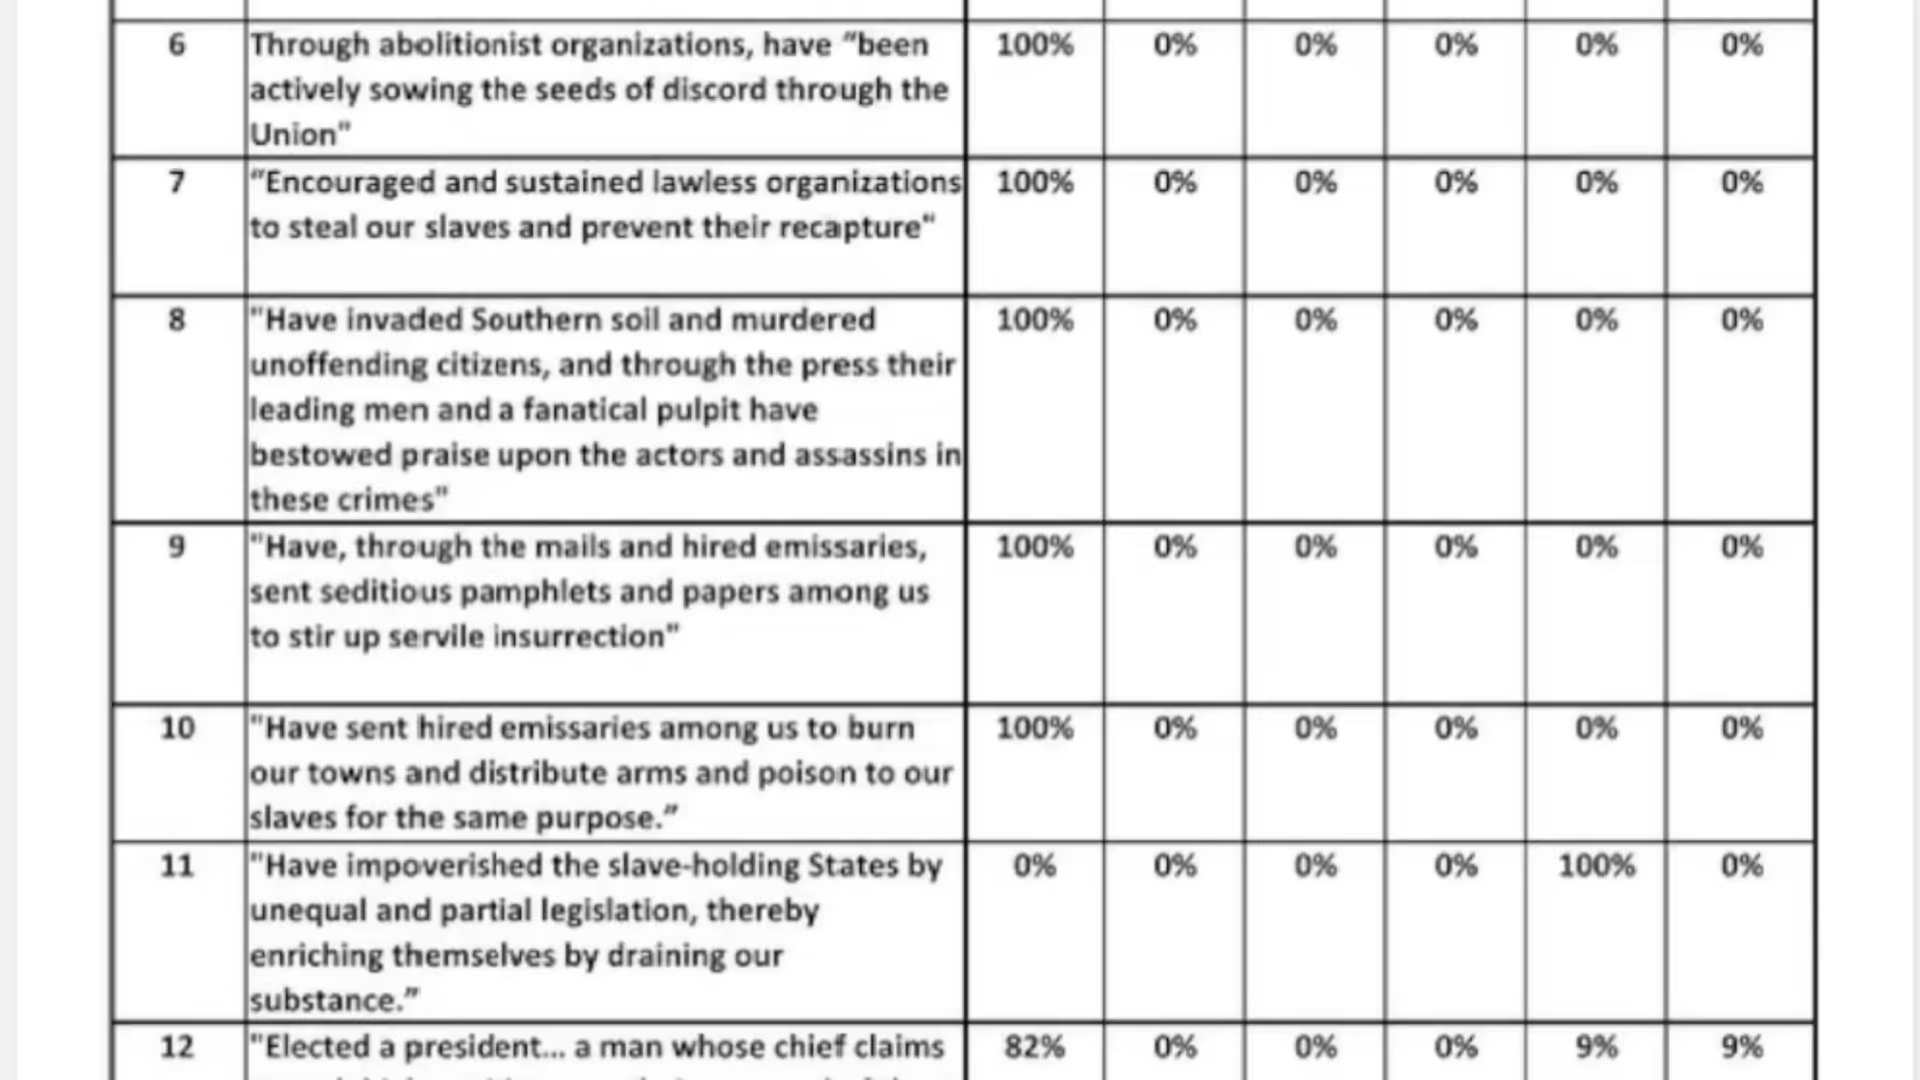 6 Through abolitionist organizations, have “been 100% 0% 0% 0% 0% 0%
actively sowing the seeds of discord through the
Union"
7 “Encouraged and sustained lawless organizations 100% 0% 0% 0% 0% 0%
to steal our slaves and prevent their recapture"
8 "Have invaded Southern soil and murdered 100% 0% 0% 0% 0% 0%
unoffending citizens, and through the press their
leading men and a fanatical pulpit have
bestowed praise upon the actors and assassins in
these crimes"
9 "Have, through the mails and hired emissaries, 100% 0% 0% 0% 0% 0%
sent seditious pamphlets and papers among us
to stir up servile insurrection"
10 "Have sent hired emissaries among us to burn 100% 0% 0% 0% 0% 0%
our towns and distribute arms and poison to our
slaves for the same purpose.”
11 "Have impoverished the slave-holding States by 0% 0% 0% 0% 100% 0%
unequal and partial legislation, thereby
enriching themselves by draining our
substance.”
12 "Elected a president... a man whose chief claims 82% 0% 0% 0% 9% 9%